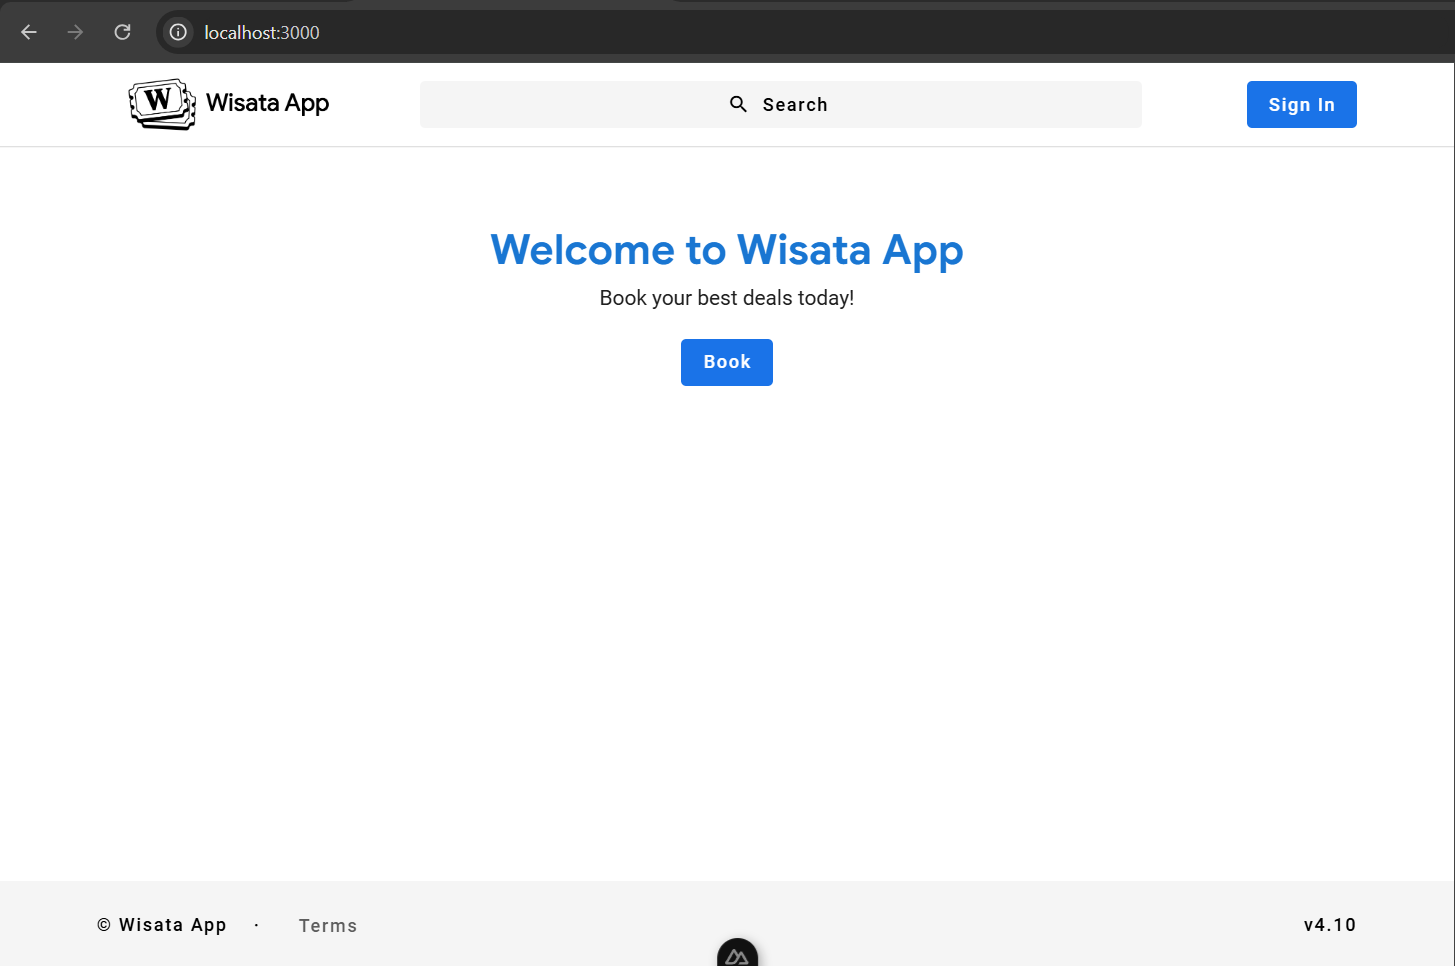 localhost:3000
W Wisata App
Search
Sign In
Welcome to Wisata App
Book your best deals today!
Book
© Wisata App · Terms
v4.10